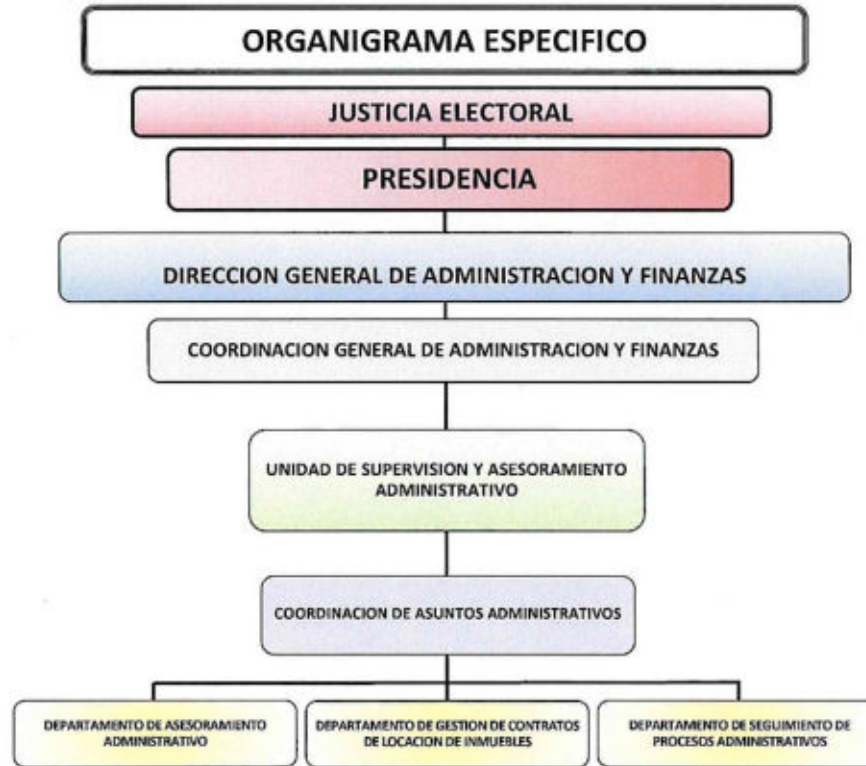 ORGANIGRAMA ESPECIFICO
JUSTICIA ELECTORAL
PRESIDENCIA
DIRECCION GENERAL DE ADMINISTRACION Y FINANZAS
COORDINACION GENERAL DE ADMINISTRACION Y FINANZAS
UNIDAD DE SUPERVISION Y ASESORAMIENTO
ADMINISTRATIVO
COORDINACION DE ASUNTOS ADMINISTRATIVOS
DEPARTAMENTO DE ASESORAMIENTO
ADMINISTRATIVO
DEPARTAMENTO DE GESTION DE CONTRATOS
DE LOCACION DE INMUEBLES
DEPARTAMENTO DE SEGUIMIENTO DE
PROCESOS ADMINISTRATIVOS